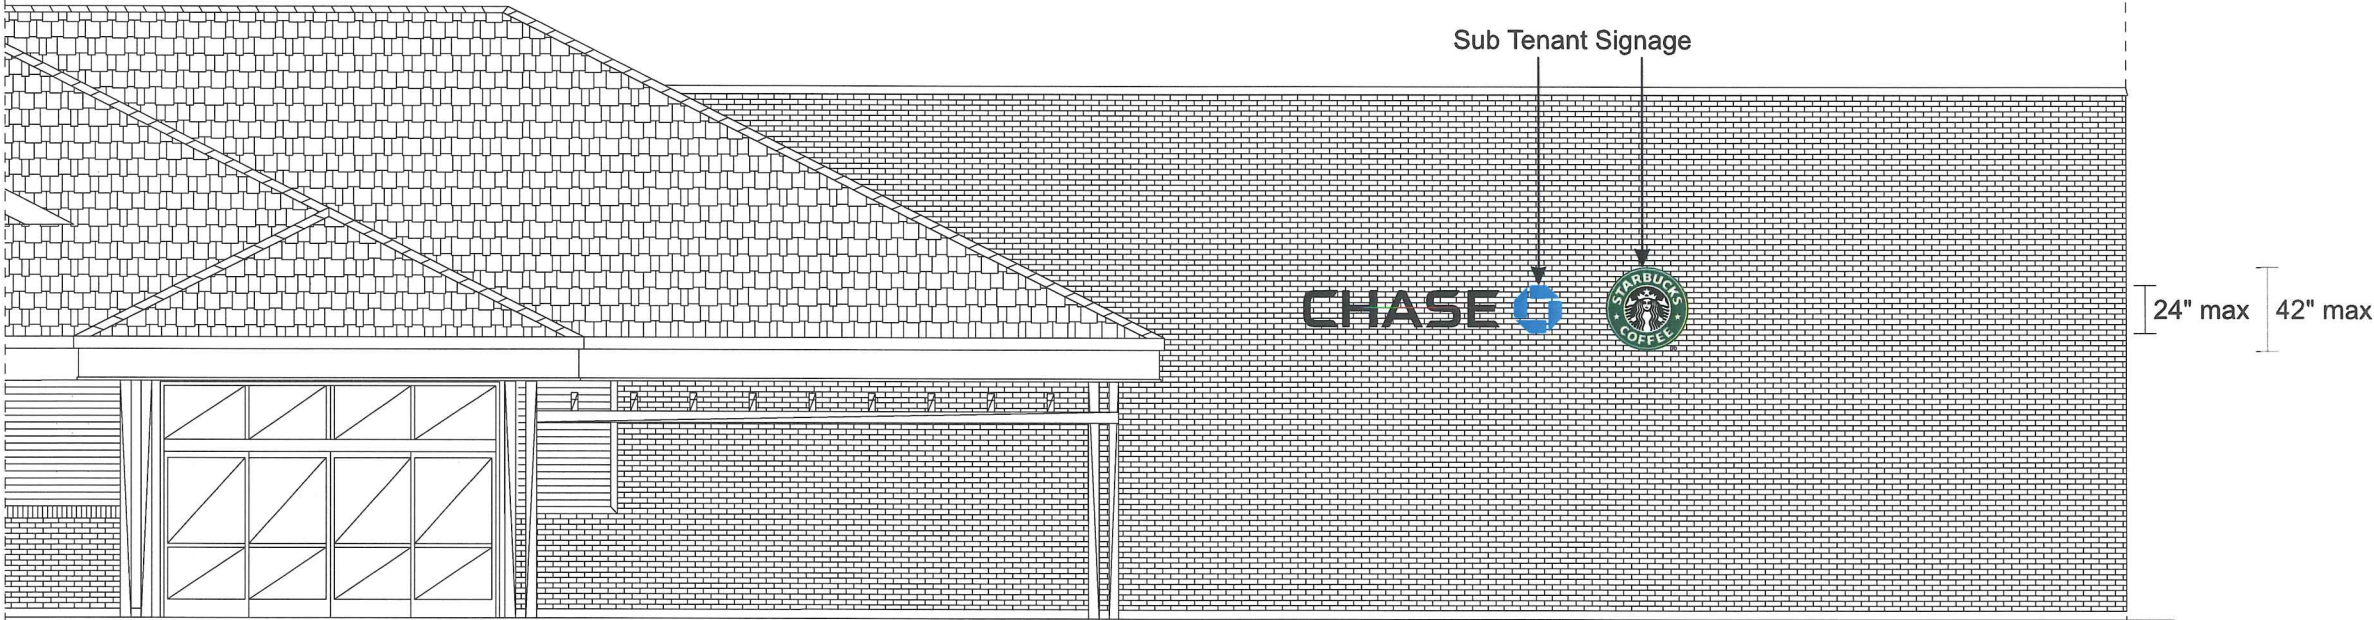 Sub Tenant Signage
CHASE
STARBUCKS
COFFEE
24" max
42" max